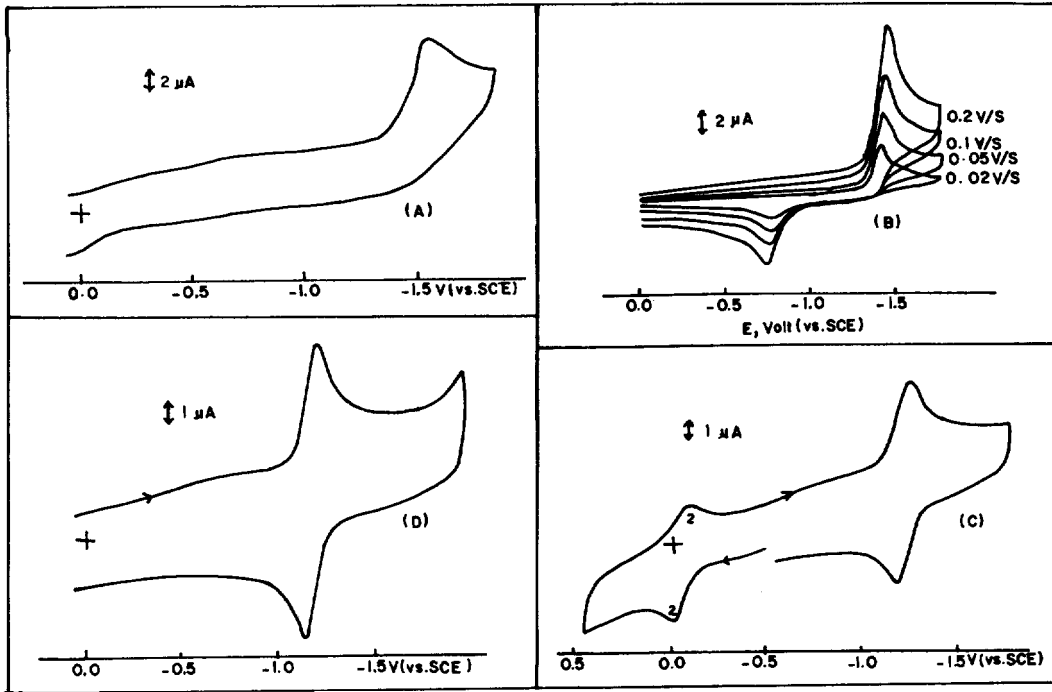 2 μA
(A)
0.0 -0.5 -1.0 -1.5 V(vs.SCE)
2 μA
0.2 V/S
0.1 V/S
0.05 V/S
0.02 V/S
(B)
0.0 -0.5 -1.0 -1.5
E, Volt (vs.SCE)
1 μA
(D)
0.0 -0.5 -1.0 -1.5 V(vs.SCE)
1 μA
2
(C)
2
0.5 0.0 -0.5 -1.0 -1.5 V(vs.SCE)